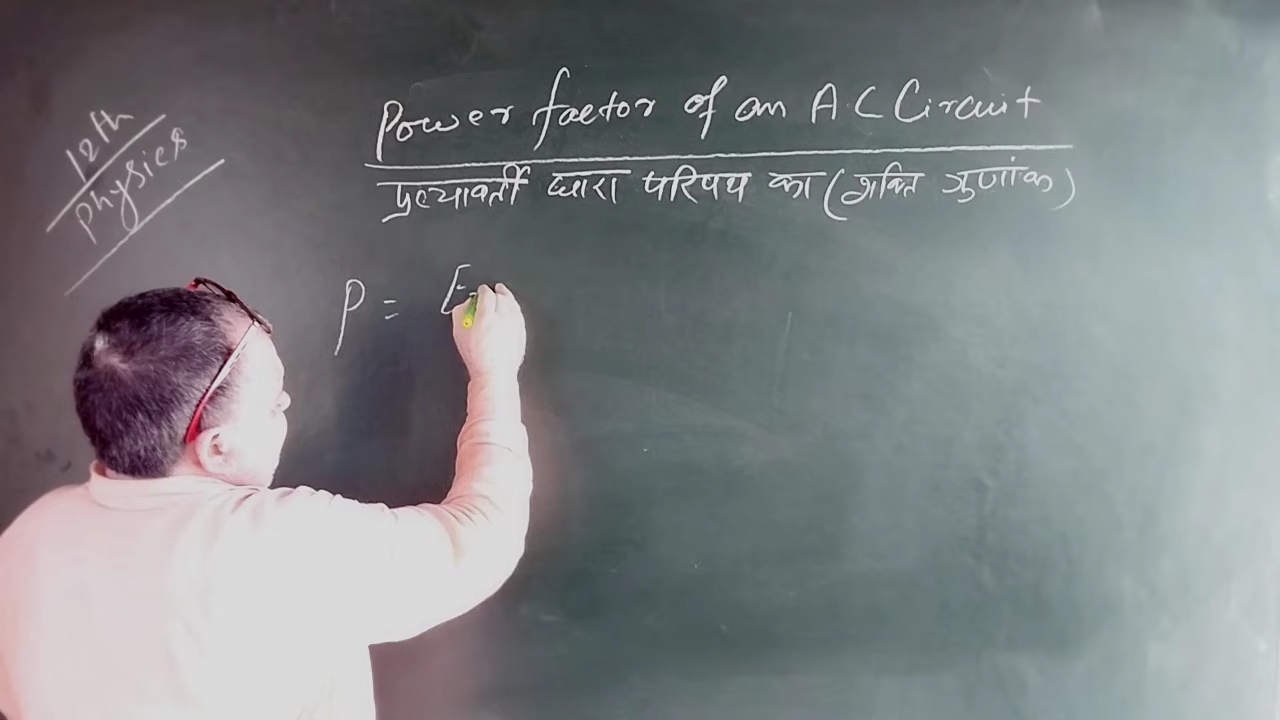 12th
Physics
Power factor of an AC Circuit
प्रत्यावर्ती धारा परिपथ का (शक्ति गुणांक)
P = E